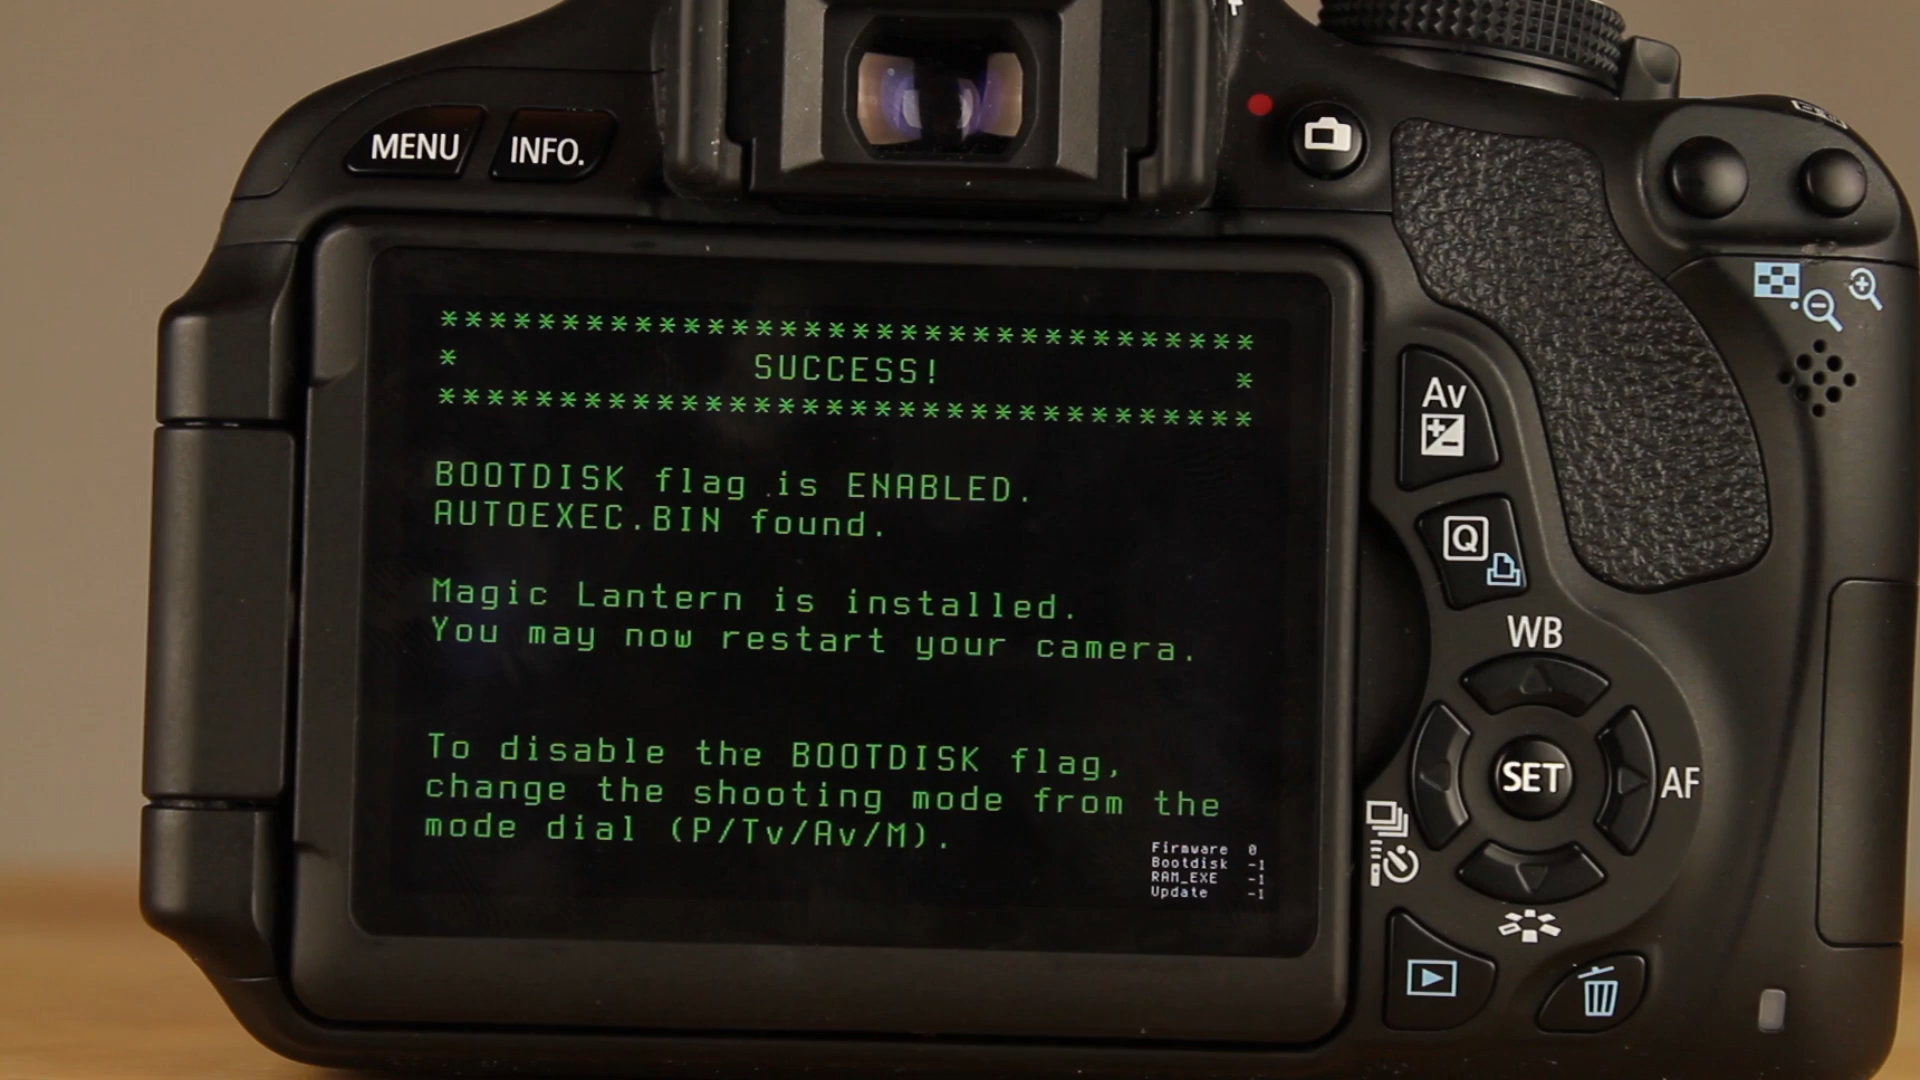 MENU
INFO.
*********************************
* SUCCESS! *
*********************************
BOOTDISK flag is ENABLED.
AUTOEXEC.BIN found.
Magic Lantern is installed.
You may now restart your camera.
To disable the BOOTDISK flag,
change the shooting mode from the
mode dial (P/Tv/Av/M).
Firmware 0
Bootdisk -1
RAM_EXE -1
Update -1
Av
Q
WB
SET
AF